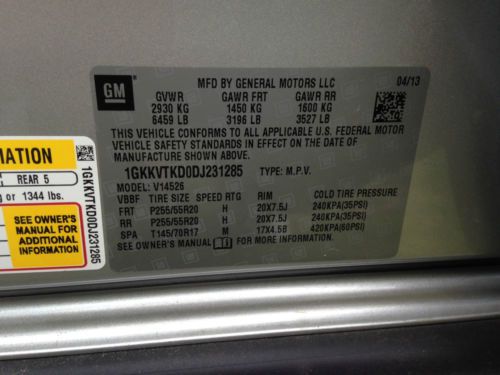 GM
MFD BY GENERAL MOTORS LLC
04/13
GVWR GAWR FRT GAWR RR
2930 KG 1450 KG 1600 KG
6459 LB 3196 LB 3527 LB
THIS VEHICLE CONFORMS TO ALL APPLICABLE U.S. FEDERAL MOTOR
VEHICLE SAFETY STANDARDS IN EFFECT ON THE DATE OF
MANUFACTURE SHOWN ABOVE.
1GKKVTKD0DJ231285 TYPE: M.P.V.
MODEL: V14526
VBBF TIRE SIZE SPEED RTG RIM COLD TIRE PRESSURE
FRT P255/55R20 H 20X7.5J 240KPA(35PSI)
RR P255/55R20 H 20X7.5J 240KPA(35PSI)
SPA T145/70R17 M 17X4.5B 420KPA(60PSI)
SEE OWNER'S MANUAL FOR MORE INFORMATION.
MATION
REAR 5
or 1344 lbs.
SEE OWNER'S
MANUAL FOR
ADDITIONAL
INFORMATION
1GKKVTKD0DJ231285